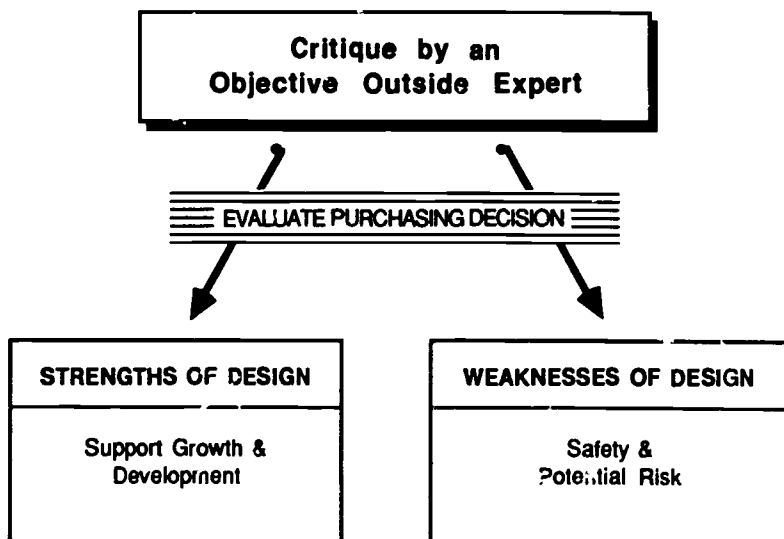 Critique by an
Objective Outside Expert
EVALUATE PURCHASING DECISION
STRENGTHS OF DESIGN
WEAKNESSES OF DESIGN
Support Growth &
Development
Safety &
Potential Risk